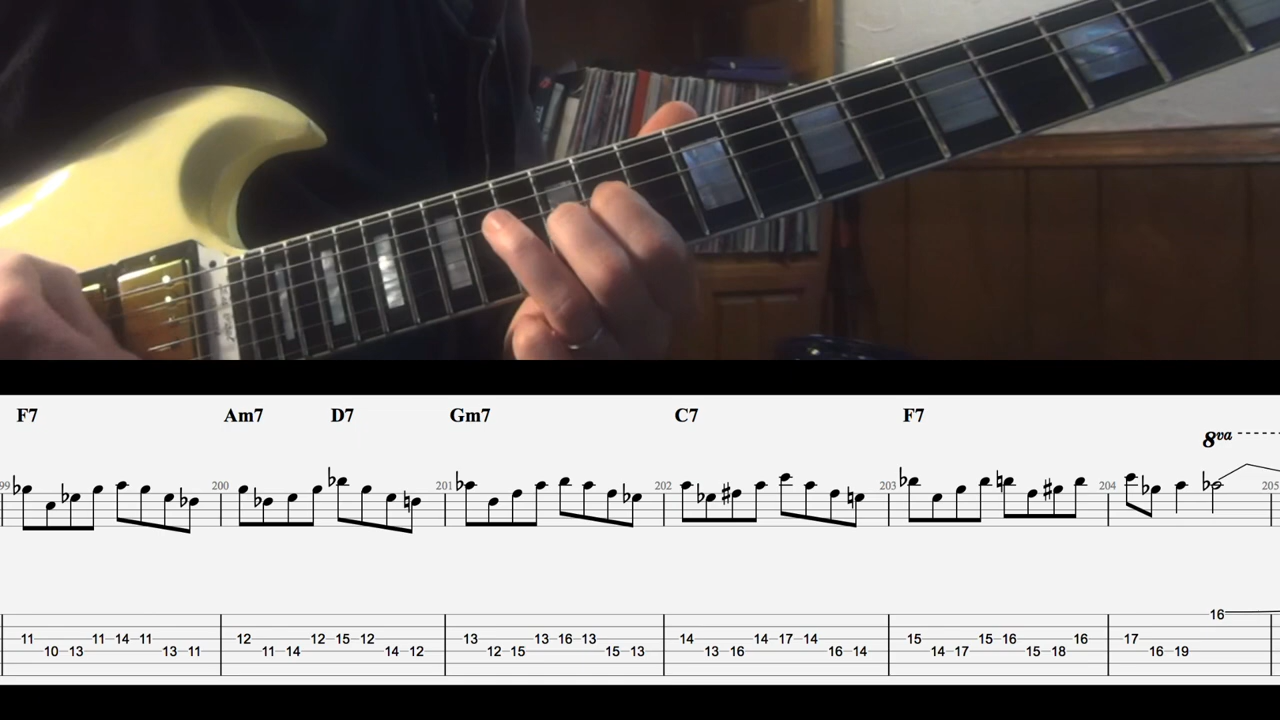 F7 Am7 D7 Gm7 C7 F7
8va
99 200 201 202 203 204 205
16
11 11 14 11 12 12 15 12 13 13 16 13 14 14 17 14 15 15 16 16 17
10 13 13 11 11 14 14 12 12 15 15 13 13 16 16 14 14 17 15 18 16 19